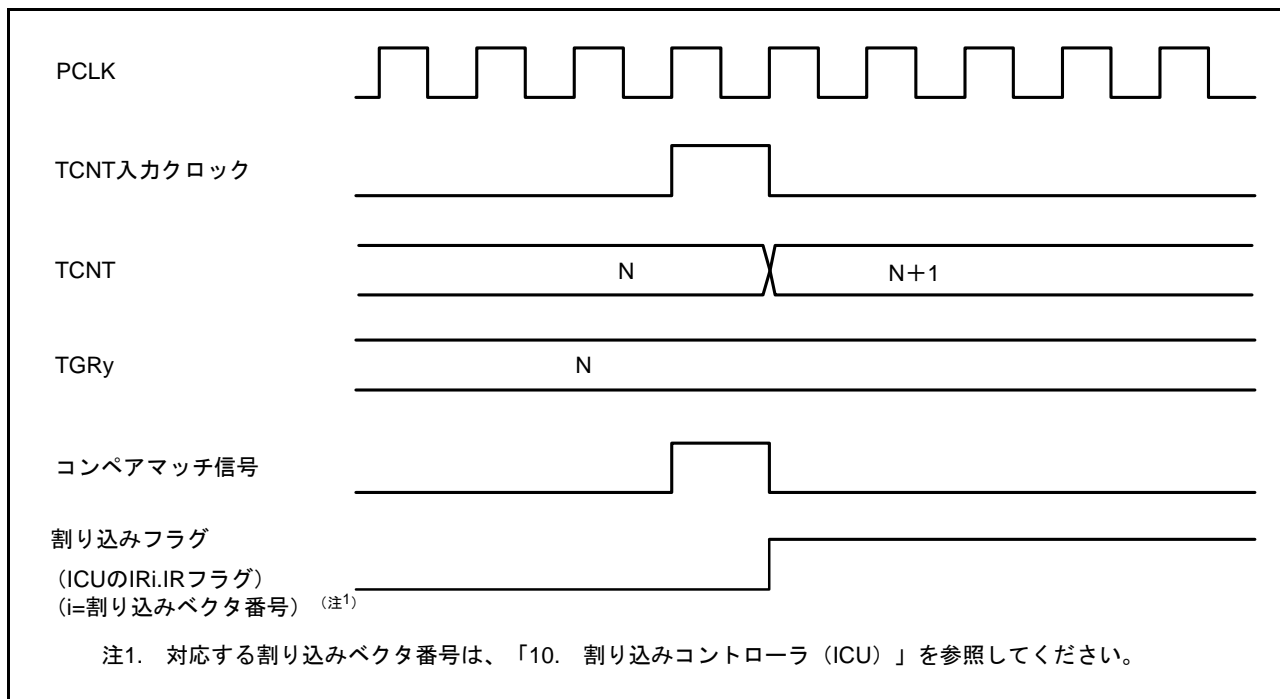 PCLK
TCNT入力クロック
TCNT
N
N＋1
TGRy
N
コンペアマッチ信号
割り込みフラグ
（ICUのIRi.IRフラグ）
（i=割り込みベクタ番号）（注1）
注1. 対応する割り込みベクタ番号は、「10. 割り込みコントローラ（ICU）」を参照してください。